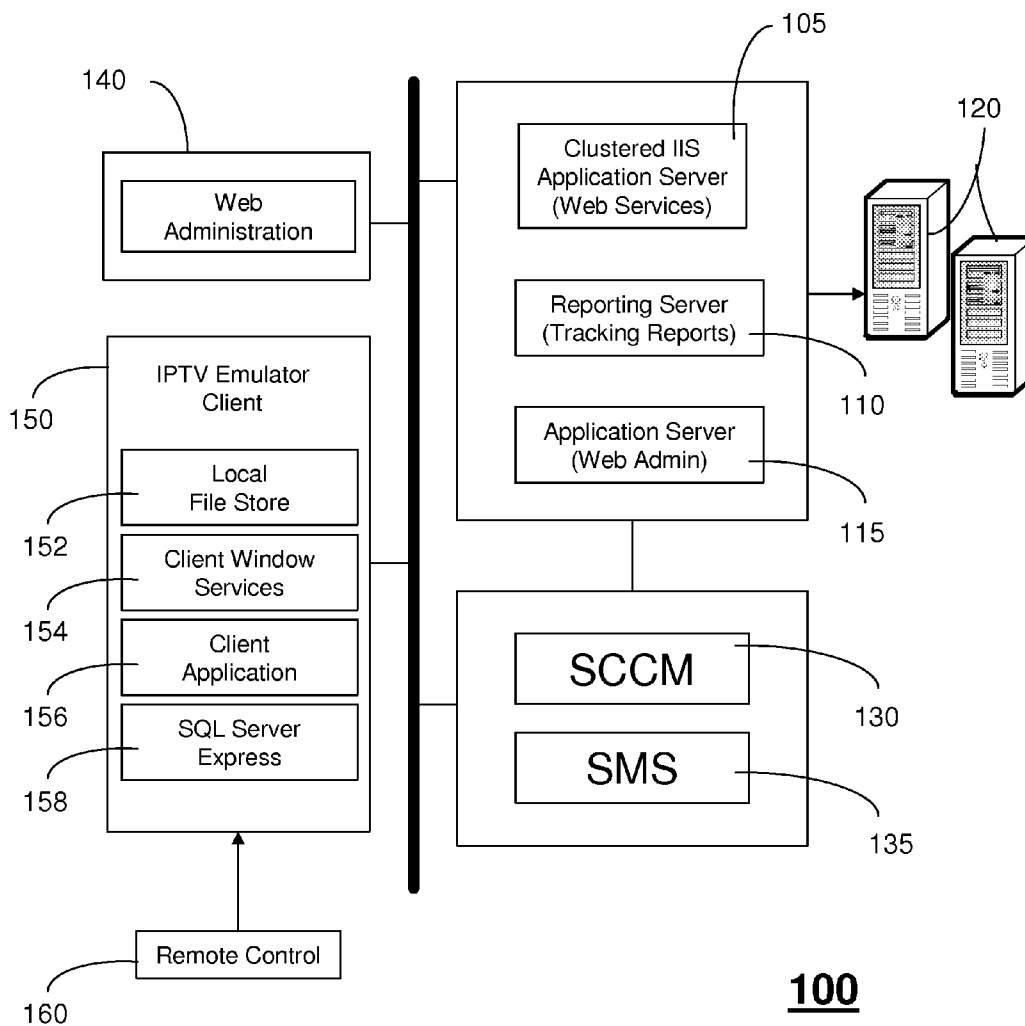 105
140
120
Clustered IIS
Application Server
(Web Services)
Web
Administration
Reporting Server
(Tracking Reports)
110
IPTV Emulator
Client
150
Application Server
(Web Admin)
115
Local
File Store
152
Client Window
Services
154
Client
Application
156
SQL Server
Express
158
SCCM
130
SMS
135
Remote Control
160
100